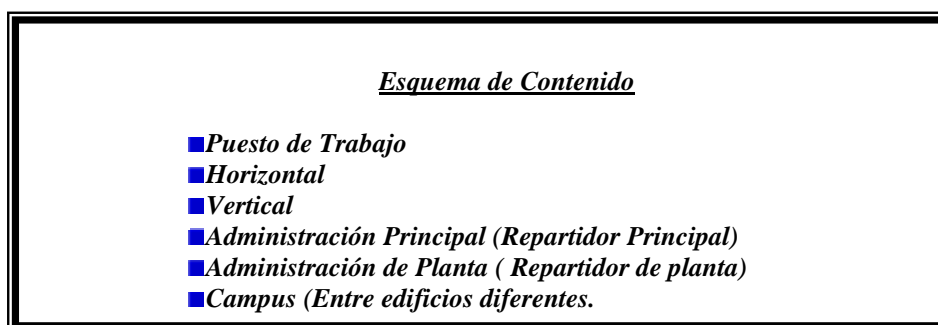 Esquema de Contenido
Puesto de Trabajo
Horizontal
Vertical
Administración Principal (Repartidor Principal)
Administración de Planta ( Repartidor de planta)
Campus (Entre edificios diferentes.